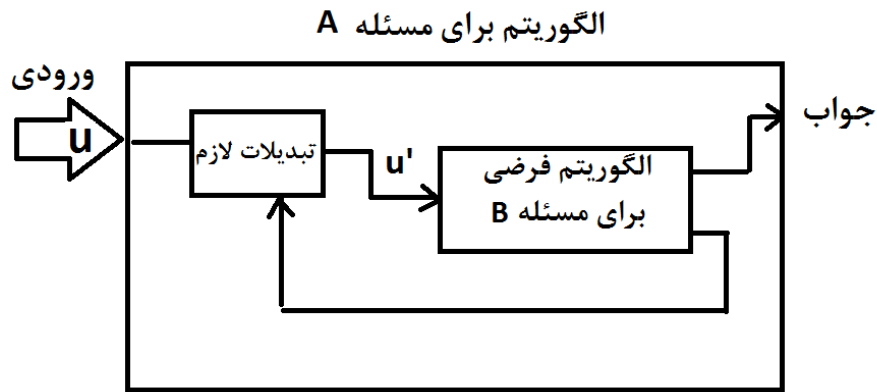 الگوریتم برای مسئله A
ورودی
u
تبدیلات لازم
u'
الگوریتم فرضی
برای مسئله B
جواب